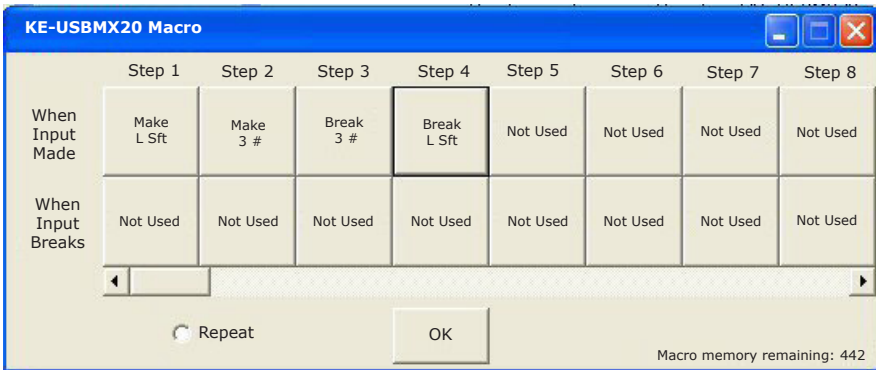 KE-USBMX20 Macro
Step 1 Step 2 Step 3 Step 4 Step 5 Step 6 Step 7 Step 8
When
Input
Made
Make
L Sft
Make
3 #
Break
3 #
Break
L Sft
Not Used
Not Used
Not Used
Not Used
When
Input
Breaks
Not Used
Not Used
Not Used
Not Used
Not Used
Not Used
Not Used
Not Used
Repeat
OK
Macro memory remaining: 442